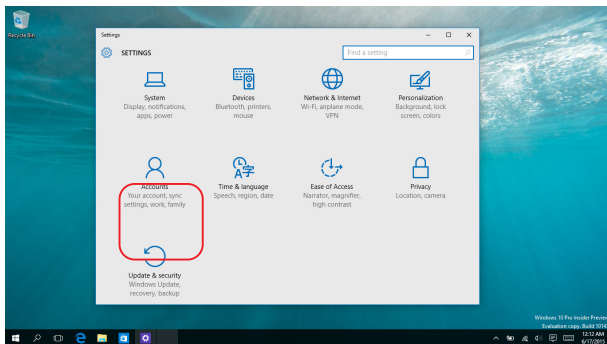 Recycle Bin
Settings
SETTINGS
Find a setting
System
Display, notifications,
apps, power
Devices
Bluetooth, printers,
mouse
Network & Internet
Wi-Fi, airplane mode,
VPN
Personalization
Background, lock
screen, colors
Accounts
Your account, sync
settings, work, family
Time & language
Speech, region, date
Ease of Access
Narrator, magnifier,
high contrast
Privacy
Location, camera
Update & security
Windows Update,
recovery, backup
Windows 10 Pro Insider Preview
Evaluation copy. Build 1014
12:12 AM
6/17/2015